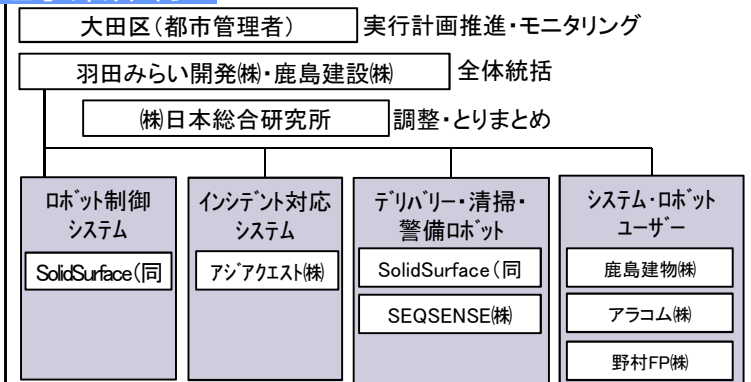 大田区（都市管理者）
実行計画推進・モニタリング
羽田みらい開発㈱・鹿島建設㈱
全体統括
㈱日本総合研究所
調整・とりまとめ
ﾛﾎﾞｯﾄ制御
システム
SolidSurface（同
ｲﾝｼﾃﾞﾝﾄ対応
システム
ｱｼﾞｱｸｴｽﾄ㈱
ﾃﾞﾘﾊﾞﾘｰ・清掃・
警備ﾛﾎﾞｯﾄ
SolidSurface（同
SEQSENSE㈱
ｼｽﾃﾑ・ﾛﾎﾞｯﾄ
ﾕｰｻﾞｰ
鹿島建物㈱
アラコム㈱
野村FP㈱